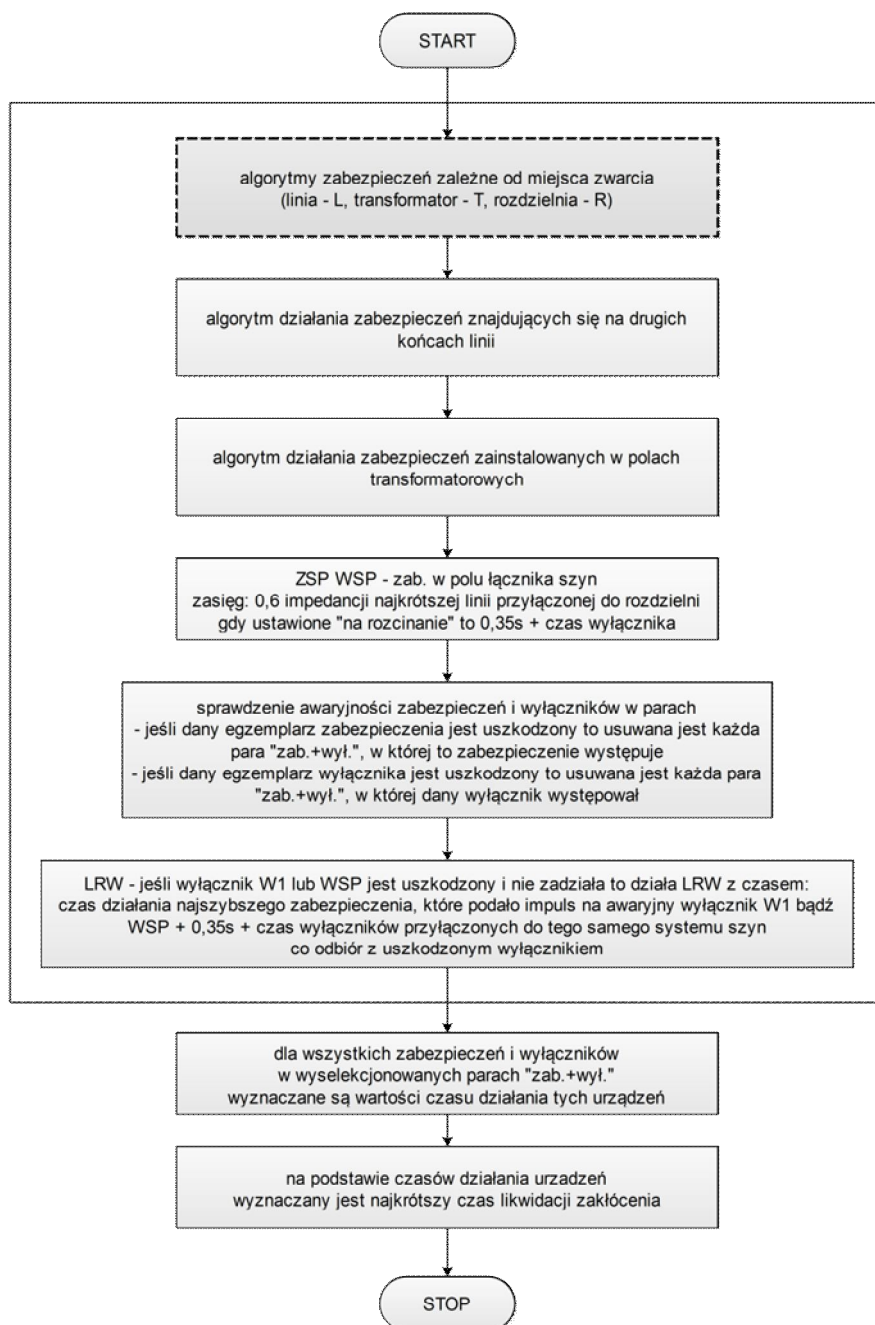 START
algorytmy zabezpieczeń zależne od miejsca zwarcia
(linia - L, transformator - T, rozdzielnia - R)
algorytm działania zabezpieczeń znajdujących się na drugich
końcach linii
algorytm działania zabezpieczeń zainstalowanych w polach
transformatorowych
ZSP WSP - zab. w polu łącznika szyn
zasięg: 0,6 impedancji najkrótszej linii przyłączonej do rozdzielni
gdy ustawione "na rozcinanie" to 0,35s + czas wyłącznika
sprawdzenie awaryjności zabezpieczeń i wyłączników w parach
- jeśli dany egzemplarz zabezpieczenia jest uszkodzony to usuwana jest każda
para "zab.+wył.", w której to zabezpieczenie występuje
- jeśli dany egzemplarz wyłącznika jest uszkodzony to usuwana jest każda para
"zab.+wył.", w której dany wyłącznik występował
LRW - jeśli wyłącznik W1 lub WSP jest uszkodzony i nie zadziała to działa LRW z czasem:
czas działania najszybszego zabezpieczenia, które podało impuls na awaryjny wyłącznik W1 bądź
WSP + 0,35s + czas wyłączników przyłączonych do tego samego systemu szyn
co odbiór z uszkodzonym wyłącznikiem
dla wszystkich zabezpieczeń i wyłączników
w wyselekcjonowanych parach "zab.+wył."
wyznaczane są wartości czasu działania tych urządzeń
na podstawie czasów działania urzadzeń
wyznaczany jest najkrótszy czas likwidacji zakłócenia
STOP